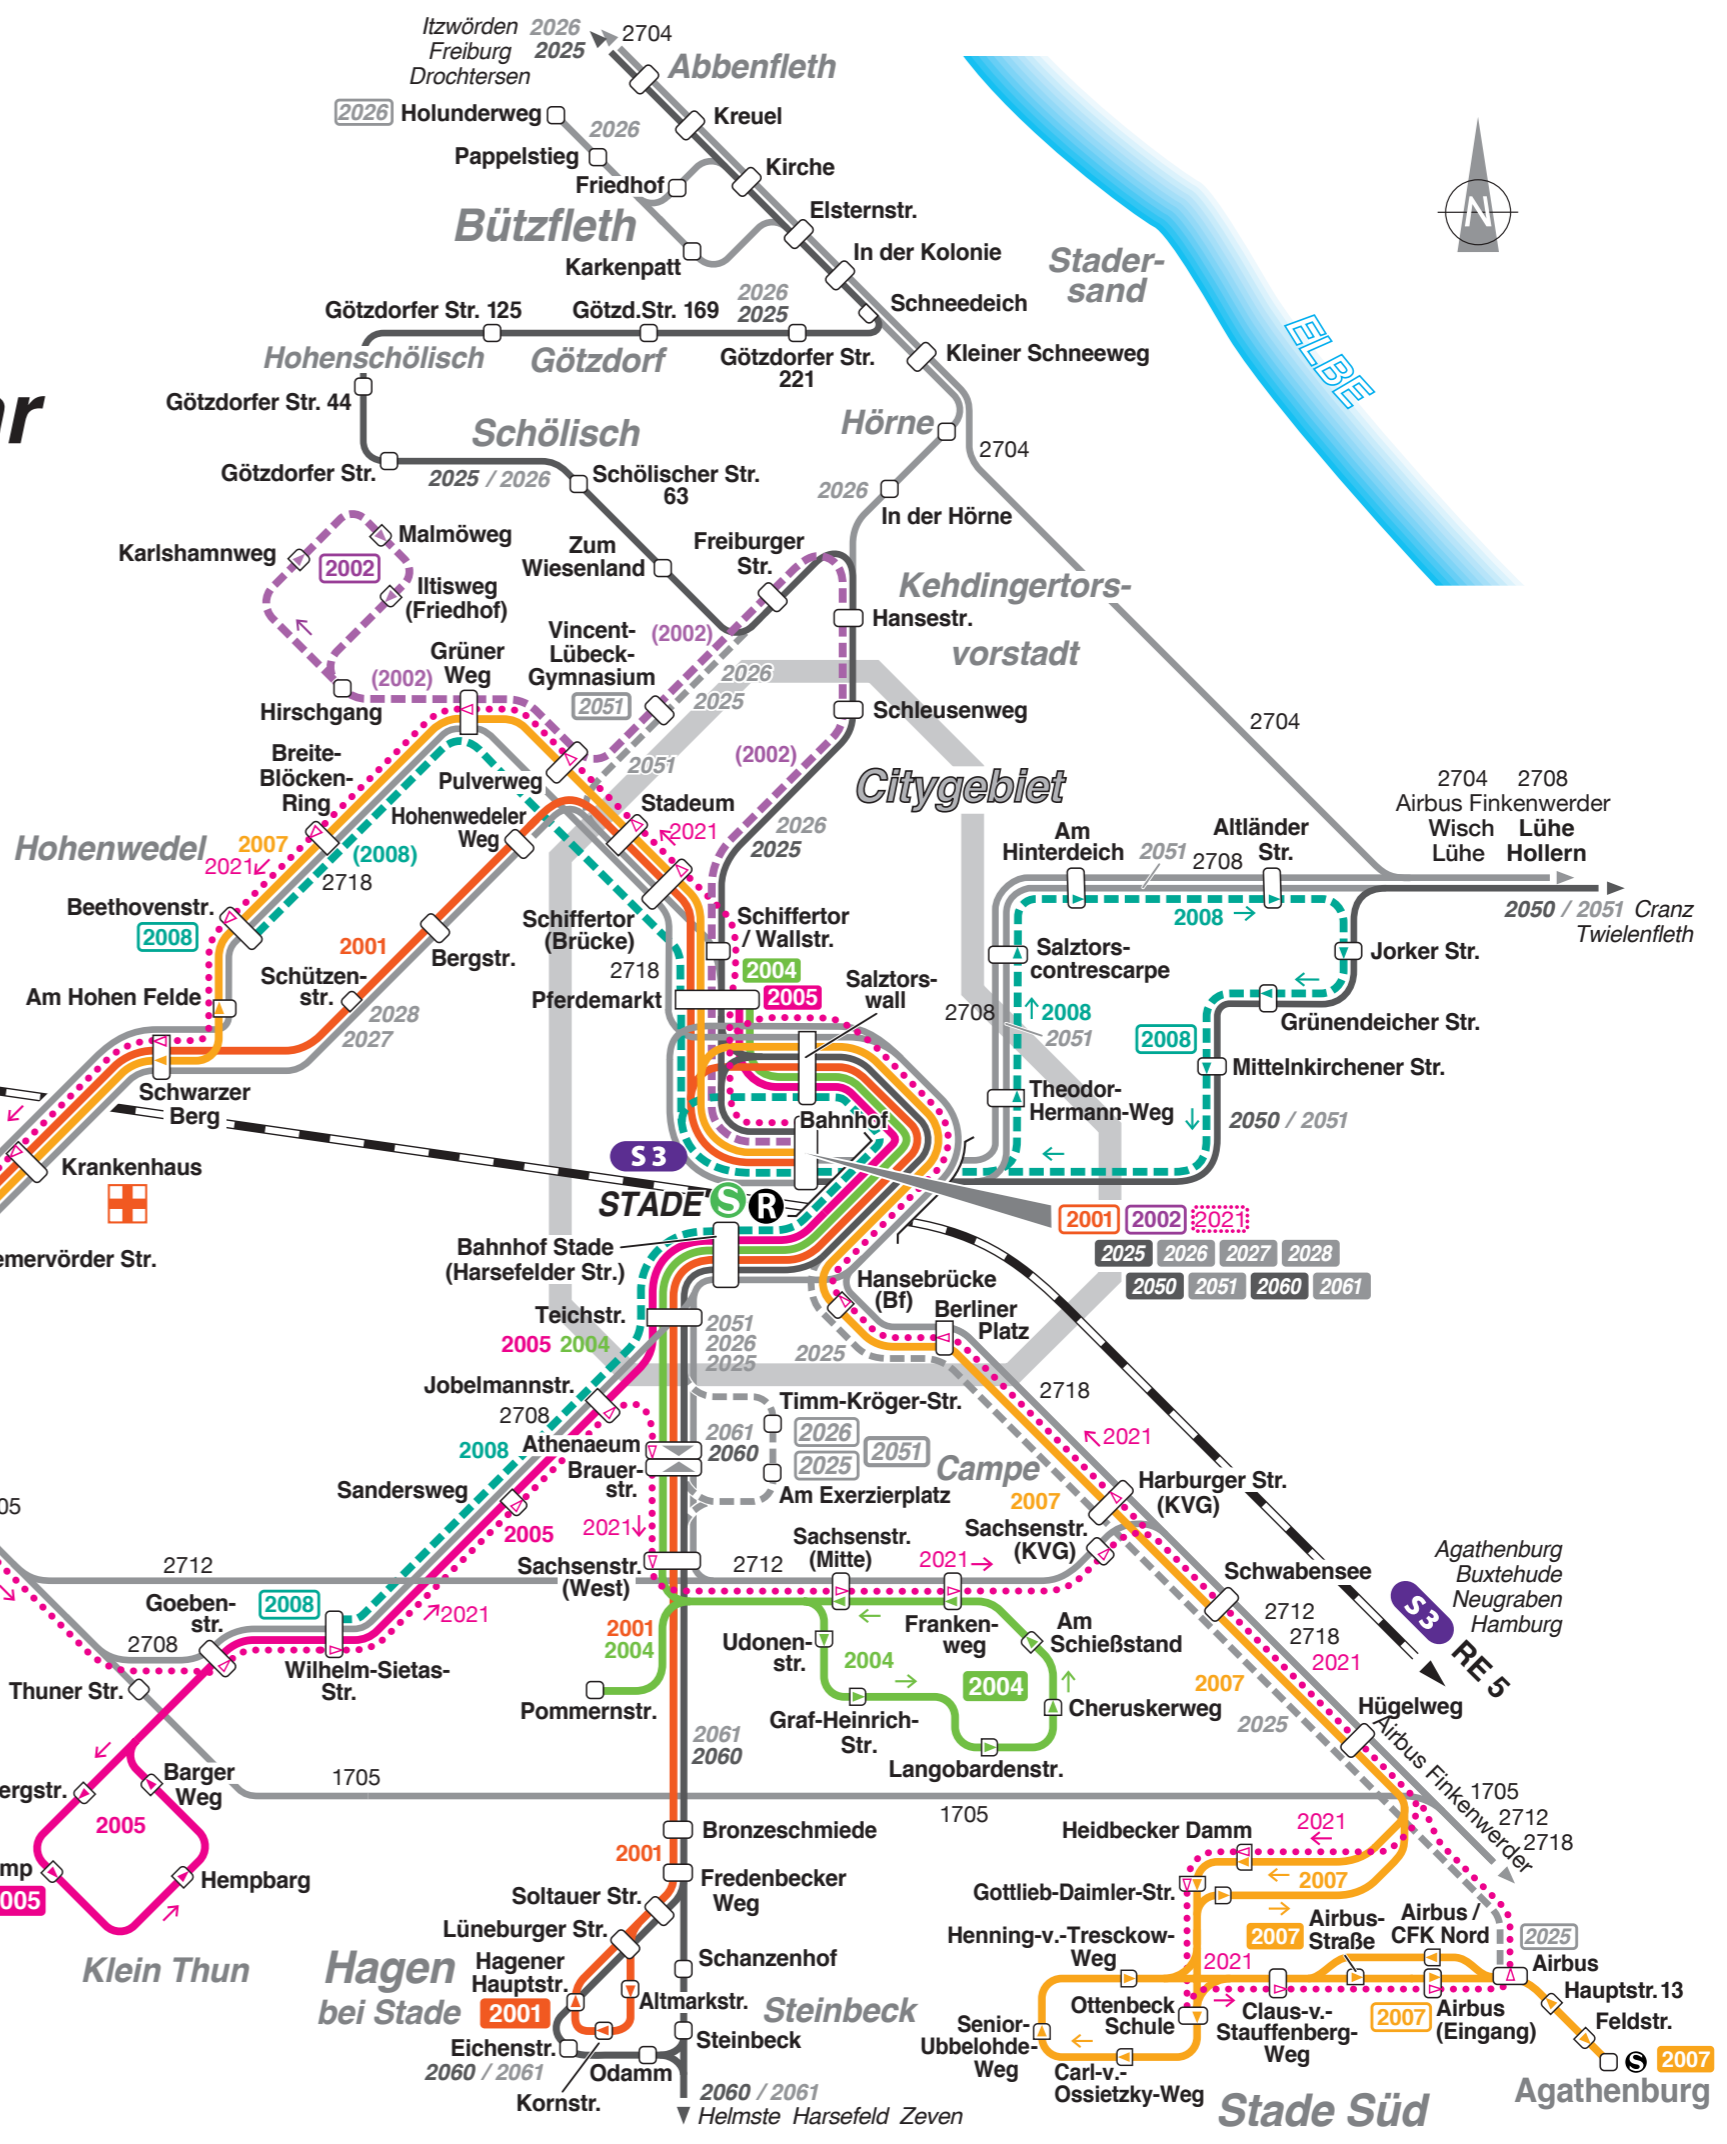 Itzwörden 2026 2704
Freiburg 2025
Drochtersen
Abbenfleth
2026 Holunderweg
2026
Kreuel
Pappelstieg
Kirche
Friedhof
Bützfleth
Elsternstr.
Karkenpatt
In der Kolonie
Stader-
sand
N
ELBE
2026
2025
Schneedeich
Götzdorfer Str. 125
Götzd.Str. 169
Hohenschölisch
Götzdorf
Götzdorfer Str.
221
Kleiner Schneeweg
Götzdorfer Str. 44
Schölisch
Hörne
2704
Götzdorfer Str.
2025 / 2026
Schölischer Str.
63
2026
In der Hörne
Karlshamnweg
Malmöweg
2002
Iltisweg
(Friedhof)
Zum
Wiesenland
Freiburger
Str.
Kehdingertors-
vorstadt
Hansestr.
Vincent-
Lübeck-
Gymnasium
2051
(2002)
2026
2025
Grüner
Weg
(2002)
Hirschgang
Schleusenweg
2704
Breite-
Blöcken-
Ring
Pulverweg
2051
(2002)
Citygebiet
Hohenwedeler
Weg
Stadeum
2021
2026
2025
Hohenwedel
2007
2021
(2008)
2718
Am
Hinterdeich
2051
2708
Altländer
Str.
2704 2708
Airbus Finkenwerder
Wisch Lühe
Lühe Hollern
2050 / 2051 Cranz
Twielenfleth
Beethovenstr.
2008
2001
Bergstr.
Schiffertor
(Brücke)
Schiffertor
/ Wallstr.
2008
Salztors-
contrescarpe
Jorker Str.
Schützen-
str.
2718
2004
2005
Salztors-
wall
Am Hohen Felde
Pferdemarkt
2028
2027
2708
2008
2051
2008
Grünendeicher Str.
Mittelnkirchener Str.
Schwarzer
Berg
Theodor-
Hermann-Weg
2050 / 2051
Bahnhof
Krankenhaus
S 3
STADE S R
2001 2002 2021
2025 2026 2027 2028
2050 2051 2060 2061
emervörder Str.
Bahnhof Stade
(Harsefelder Str.)
Hansebrücke
(Bf)
Berliner
Platz
Teichstr.
2005 2004
2051
2026
2025
2025
2718
Jobelmannstr.
2708
Timm-Kröger-Str.
2026
2025
2051
2008
Athenaeum
Brauer-
str.
2061
2060
2021
Campe
Am Exerzierplatz
Sandersweg
2005
2021
2007
Harburger Str.
(KVG)
05
2712
Sachsenstr.
(West)
2712
Sachsenstr.
(Mitte)
2021
Sachsenstr.
(KVG)
Agathenburg
Buxtehude
Neugraben
Hamburg
S 3 RE 5
Schwabensee
Goeben-
str.
2008
2021
2001
2004
Franken-
weg
Am
Schießstand
2712
2718
2021
2708
Wilhelm-Sietas-
Str.
Udonen-
str.
2004
2004
2007
Thuner Str.
Pommernstr.
Graf-Heinrich-
Str.
Cheruskerweg
2025
Hügelweg
2061
2060
Langobardenstr.
Airbus Finkenwerder
ergstr.
Barger
Weg
1705
1705
1705
2712
2718
2005
Bronzeschmiede
Heidbecker Damm
2021
mp
005
Hempbarg
2001
Fredenbecker
Weg
2007
Gottlieb-Daimler-Str.
Soltauer Str.
Lüneburger Str.
Henning-v.-Tresckow-
Weg
2007
Airbus-
Straße
Airbus /
CFK Nord
2025
Klein Thun
Hagen
bei Stade
Hagener
Hauptstr.
2001
Schanzenhof
2021
Airbus
Hauptstr. 13
Altmarkstr.
Steinbeck
Ottenbeck
Schule
Claus-v.-
Stauffenberg-
Weg
2007
Airbus
(Eingang)
Feldstr.
Eichenstr.
Steinbeck
Senior-
Ubbelohde-
Weg
2060 / 2061
Odamm
Kornstr.
Carl-v.-
Ossietzky-Weg
S 2007
Agathenburg
2060 / 2061
Helmste Harsefeld Zeven
Stade Süd